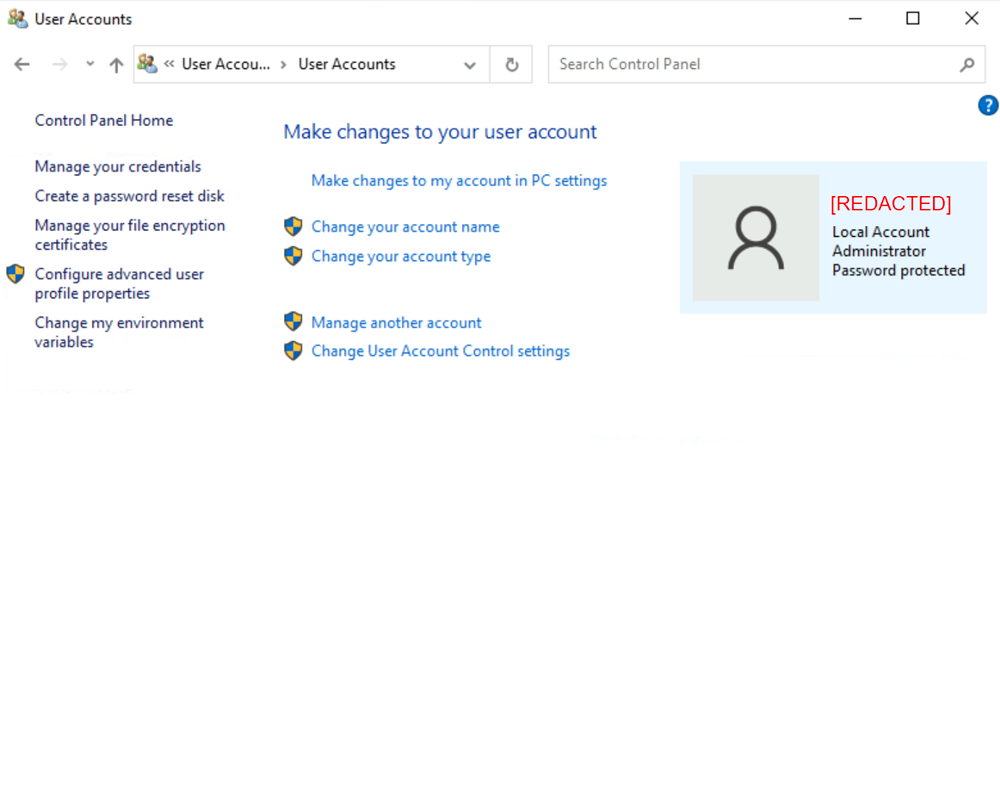 User Accounts
« User Accou... › User Accounts
Search Control Panel
?
Control Panel Home
Manage your credentials
Create a password reset disk
Manage your file encryption
certificates
Configure advanced user
profile properties
Change my environment
variables
Make changes to your user account
Make changes to my account in PC settings
Change your account name
Change your account type
Manage another account
Change User Account Control settings
[REDACTED]
Local Account
Administrator
Password protected